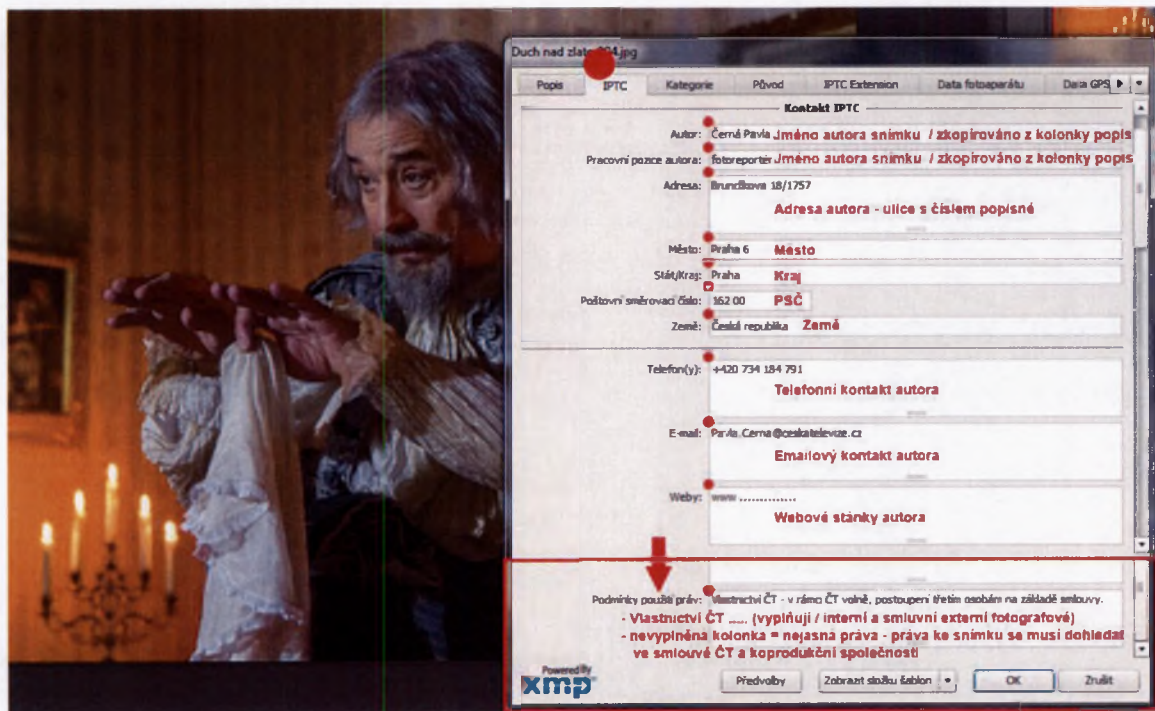 Duch nad zlato 004.jpg
Popis IPTC Kategorie Původ IPTC Extension Data fotoaparátu Data GPS
Kontakt IPTC
Autor: Černá Pavla Jméno autora snímku / zkopírováno z kolonky popis
Pracovní pozice autora: fotoreportér Jméno autora snímku / zkopírováno z kolonky popis
Adresa: 18/1757
Adresa autora - ulice s číslem popisné
Město: Praha 6 Město
Stát/Kraj: Praha Kraj
Poštovní směrovací číslo: 162 00 PSČ
Země: Česká republika Země
Telefon(y): +420 734 184 791
Telefonní kontakt autora
E-mail: Pavla.Cerna@ceskatelevize.cz
Emailový kontakt autora
Weby: www ..............
Webové stánky autora
Podmínky použití práv: Vlastnictví ČT - v rámci ČT volně, postoupení třetím osobám na základě smlouvy.
- Vlastnictví ČT ..... (vyplňují / interní a smluvní externí fotografové)
- nevyplněna kolonka = nejasná práva - práva ke snímku se musí dohledat
ve smlouvě ČT a koprodukční společnosti
Powered By
xmp
Předvolby Zobrazit složku šablon OK Zrušit